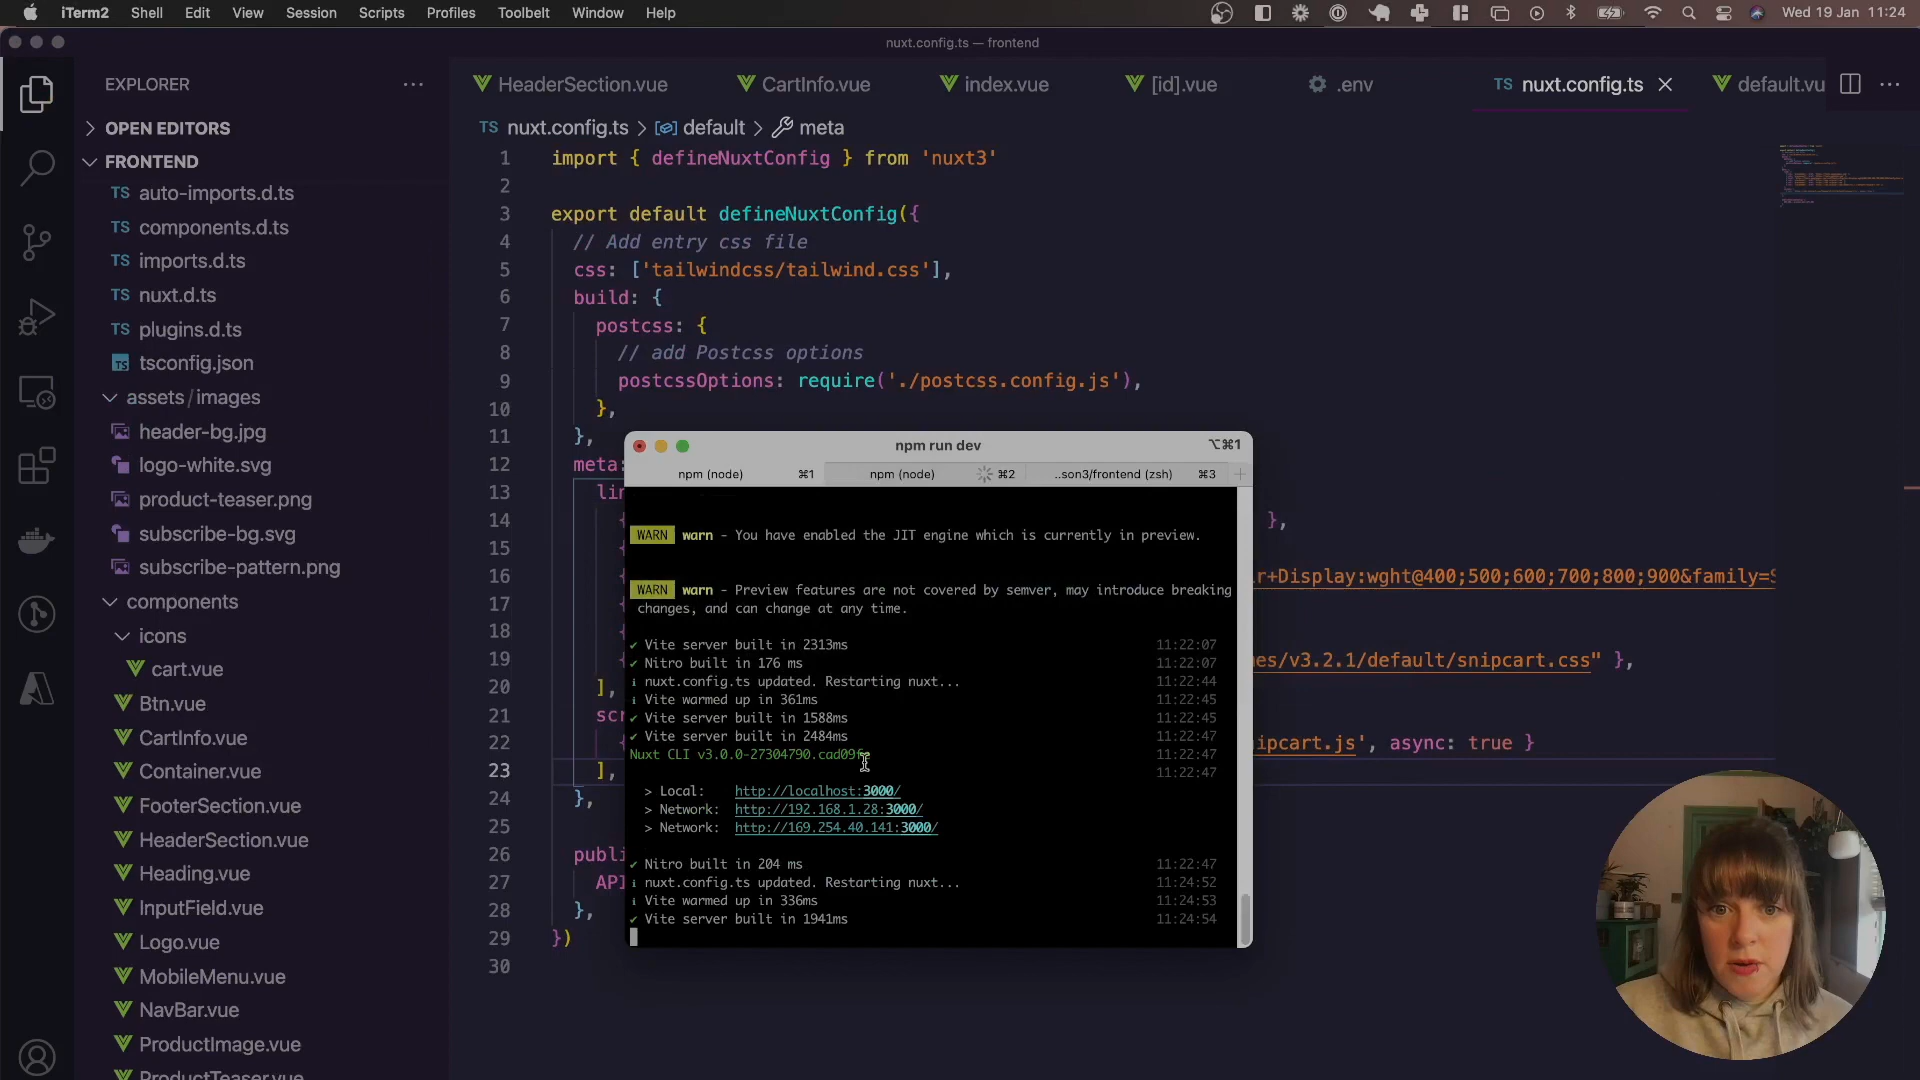 iTerm2 Shell Edit View Session Scripts Profiles Toolbelt Window Help
Wed 19 Jan 11:24
nuxt.config.ts — frontend
EXPLORER
OPEN EDITORS
FRONTEND
TS auto-imports.d.ts
TS components.d.ts
TS imports.d.ts
TS nuxt.d.ts
TS plugins.d.ts
TS tsconfig.json
assets/images
header-bg.jpg
logo-white.svg
product-teaser.png
subscribe-bg.svg
subscribe-pattern.png
components
icons
cart.vue
Btn.vue
CartInfo.vue
Container.vue
FooterSection.vue
HeaderSection.vue
Heading.vue
InputField.vue
Logo.vue
MobileMenu.vue
NavBar.vue
ProductImage.vue
ProductTeaser.vue
HeaderSection.vue CartInfo.vue index.vue [id].vue .env TS nuxt.config.ts default.vu
TS nuxt.config.ts > default > meta
1 import { defineNuxtConfig } from 'nuxt3'
2
3 export default defineNuxtConfig({
4 // Add entry css file
5 css: ['tailwindcss/tailwind.css'],
6 build: {
7 postcss: {
8 // add Postcss options
9 postcssOptions: require('./postcss.config.js'),
10 },
11 },
12 meta:
13 lin
14 { },
15 {
16 { r+Display:wght@400;500;600;700;800;900&family=S
17 {
18 {
19 { es/v3.2.1/default/snipcart.css" },
20 ],
21 scr
22 { ipcart.js', async: true }
23 ],
24 },
25
26 publi
27 API
28 },
29 })
30
npm run dev ⌥⌘1
npm (node) ⌘1 npm (node) ⌘2 ..son3/frontend (zsh) ⌘3 +
WARN warn - You have enabled the JIT engine which is currently in preview.
WARN warn - Preview features are not covered by semver, may introduce breaking
changes, and can change at any time.
✔ Vite server built in 2313ms 11:22:07
✔ Nitro built in 176 ms 11:22:07
ℹ nuxt.config.ts updated. Restarting nuxt... 11:22:44
ℹ Vite warmed up in 361ms 11:22:45
✔ Vite server built in 1588ms 11:22:45
✔ Vite server built in 2484ms 11:22:47
Nuxt CLI v3.0.0-27304790.cad09fe 11:22:47
11:22:47
> Local: http://localhost:3000/
> Network: http://192.168.1.28:3000/
> Network: http://169.254.40.141:3000/
✔ Nitro built in 204 ms 11:22:47
ℹ nuxt.config.ts updated. Restarting nuxt... 11:24:52
ℹ Vite warmed up in 336ms 11:24:53
✔ Vite server built in 1941ms 11:24:54